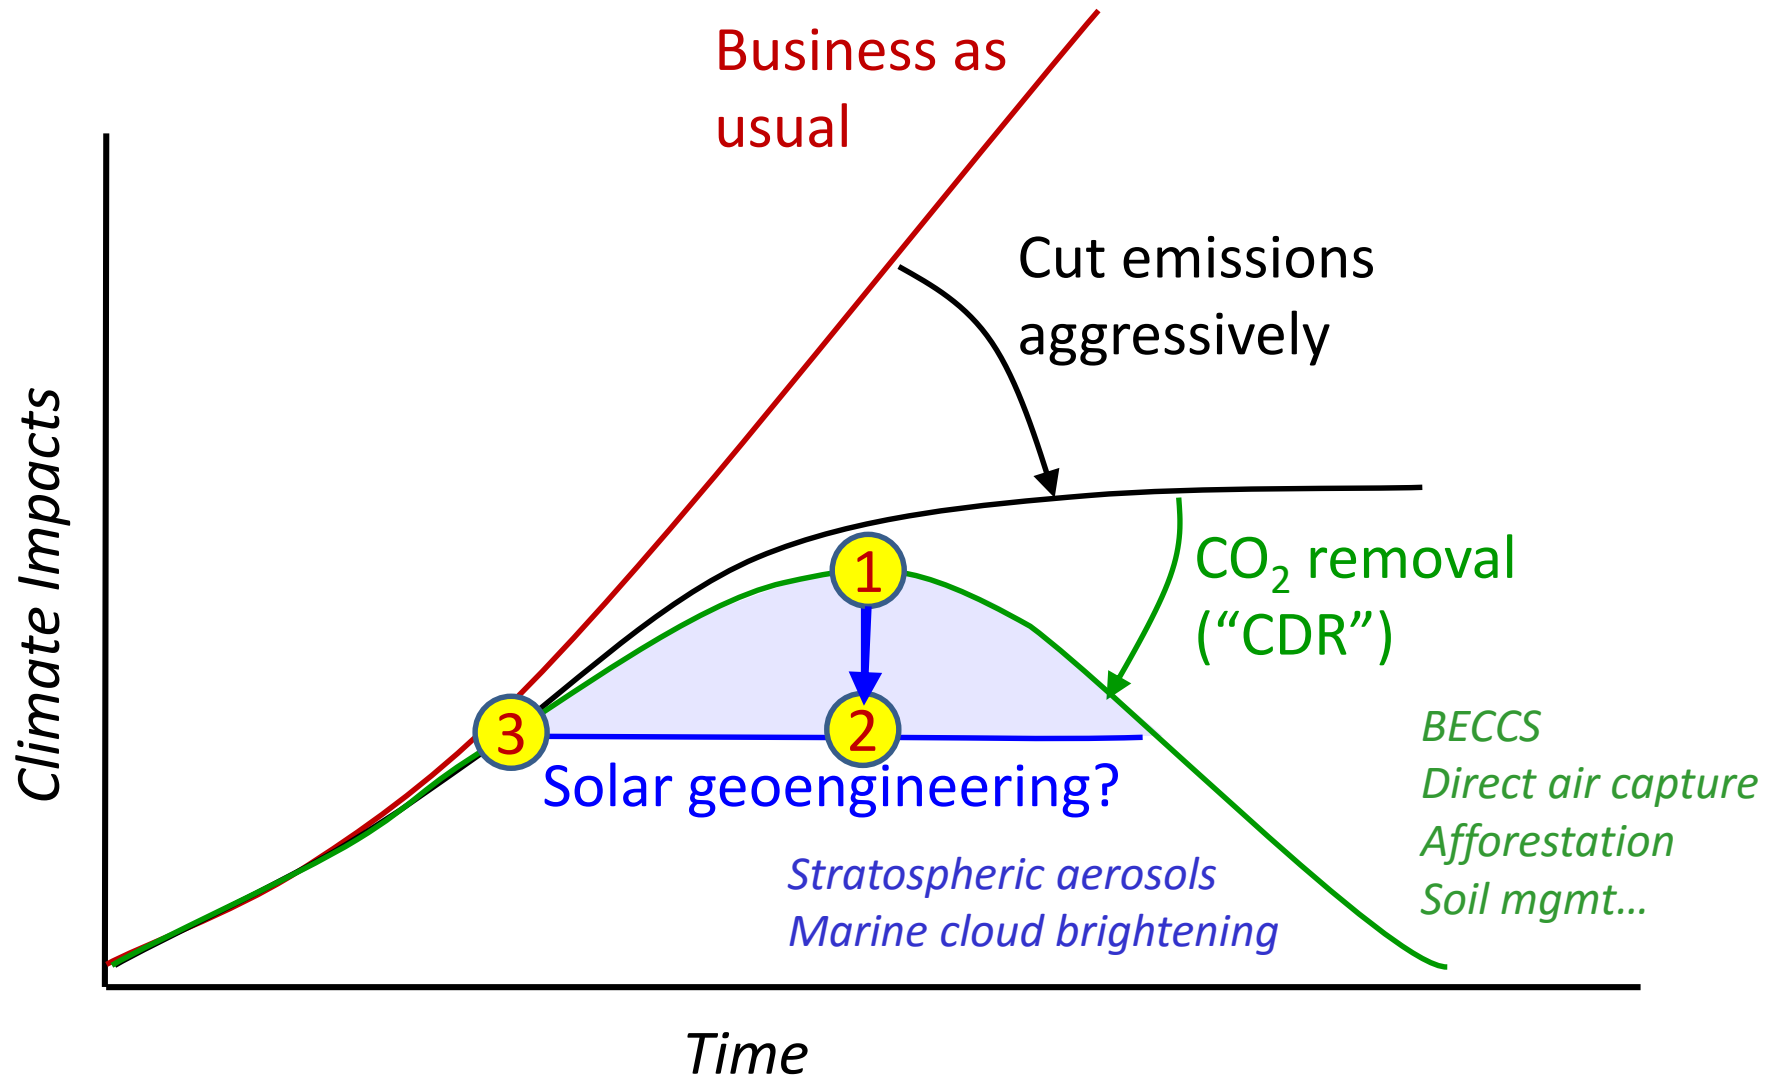 Business as
usual
Cut emissions
aggressively
Climate Impacts
1
CO₂ removal
(“CDR”)
3
2
Solar geoengineering?
Stratospheric aerosols
Marine cloud brightening
BECCS
Direct air capture
Afforestation
Soil mgmt...
Time